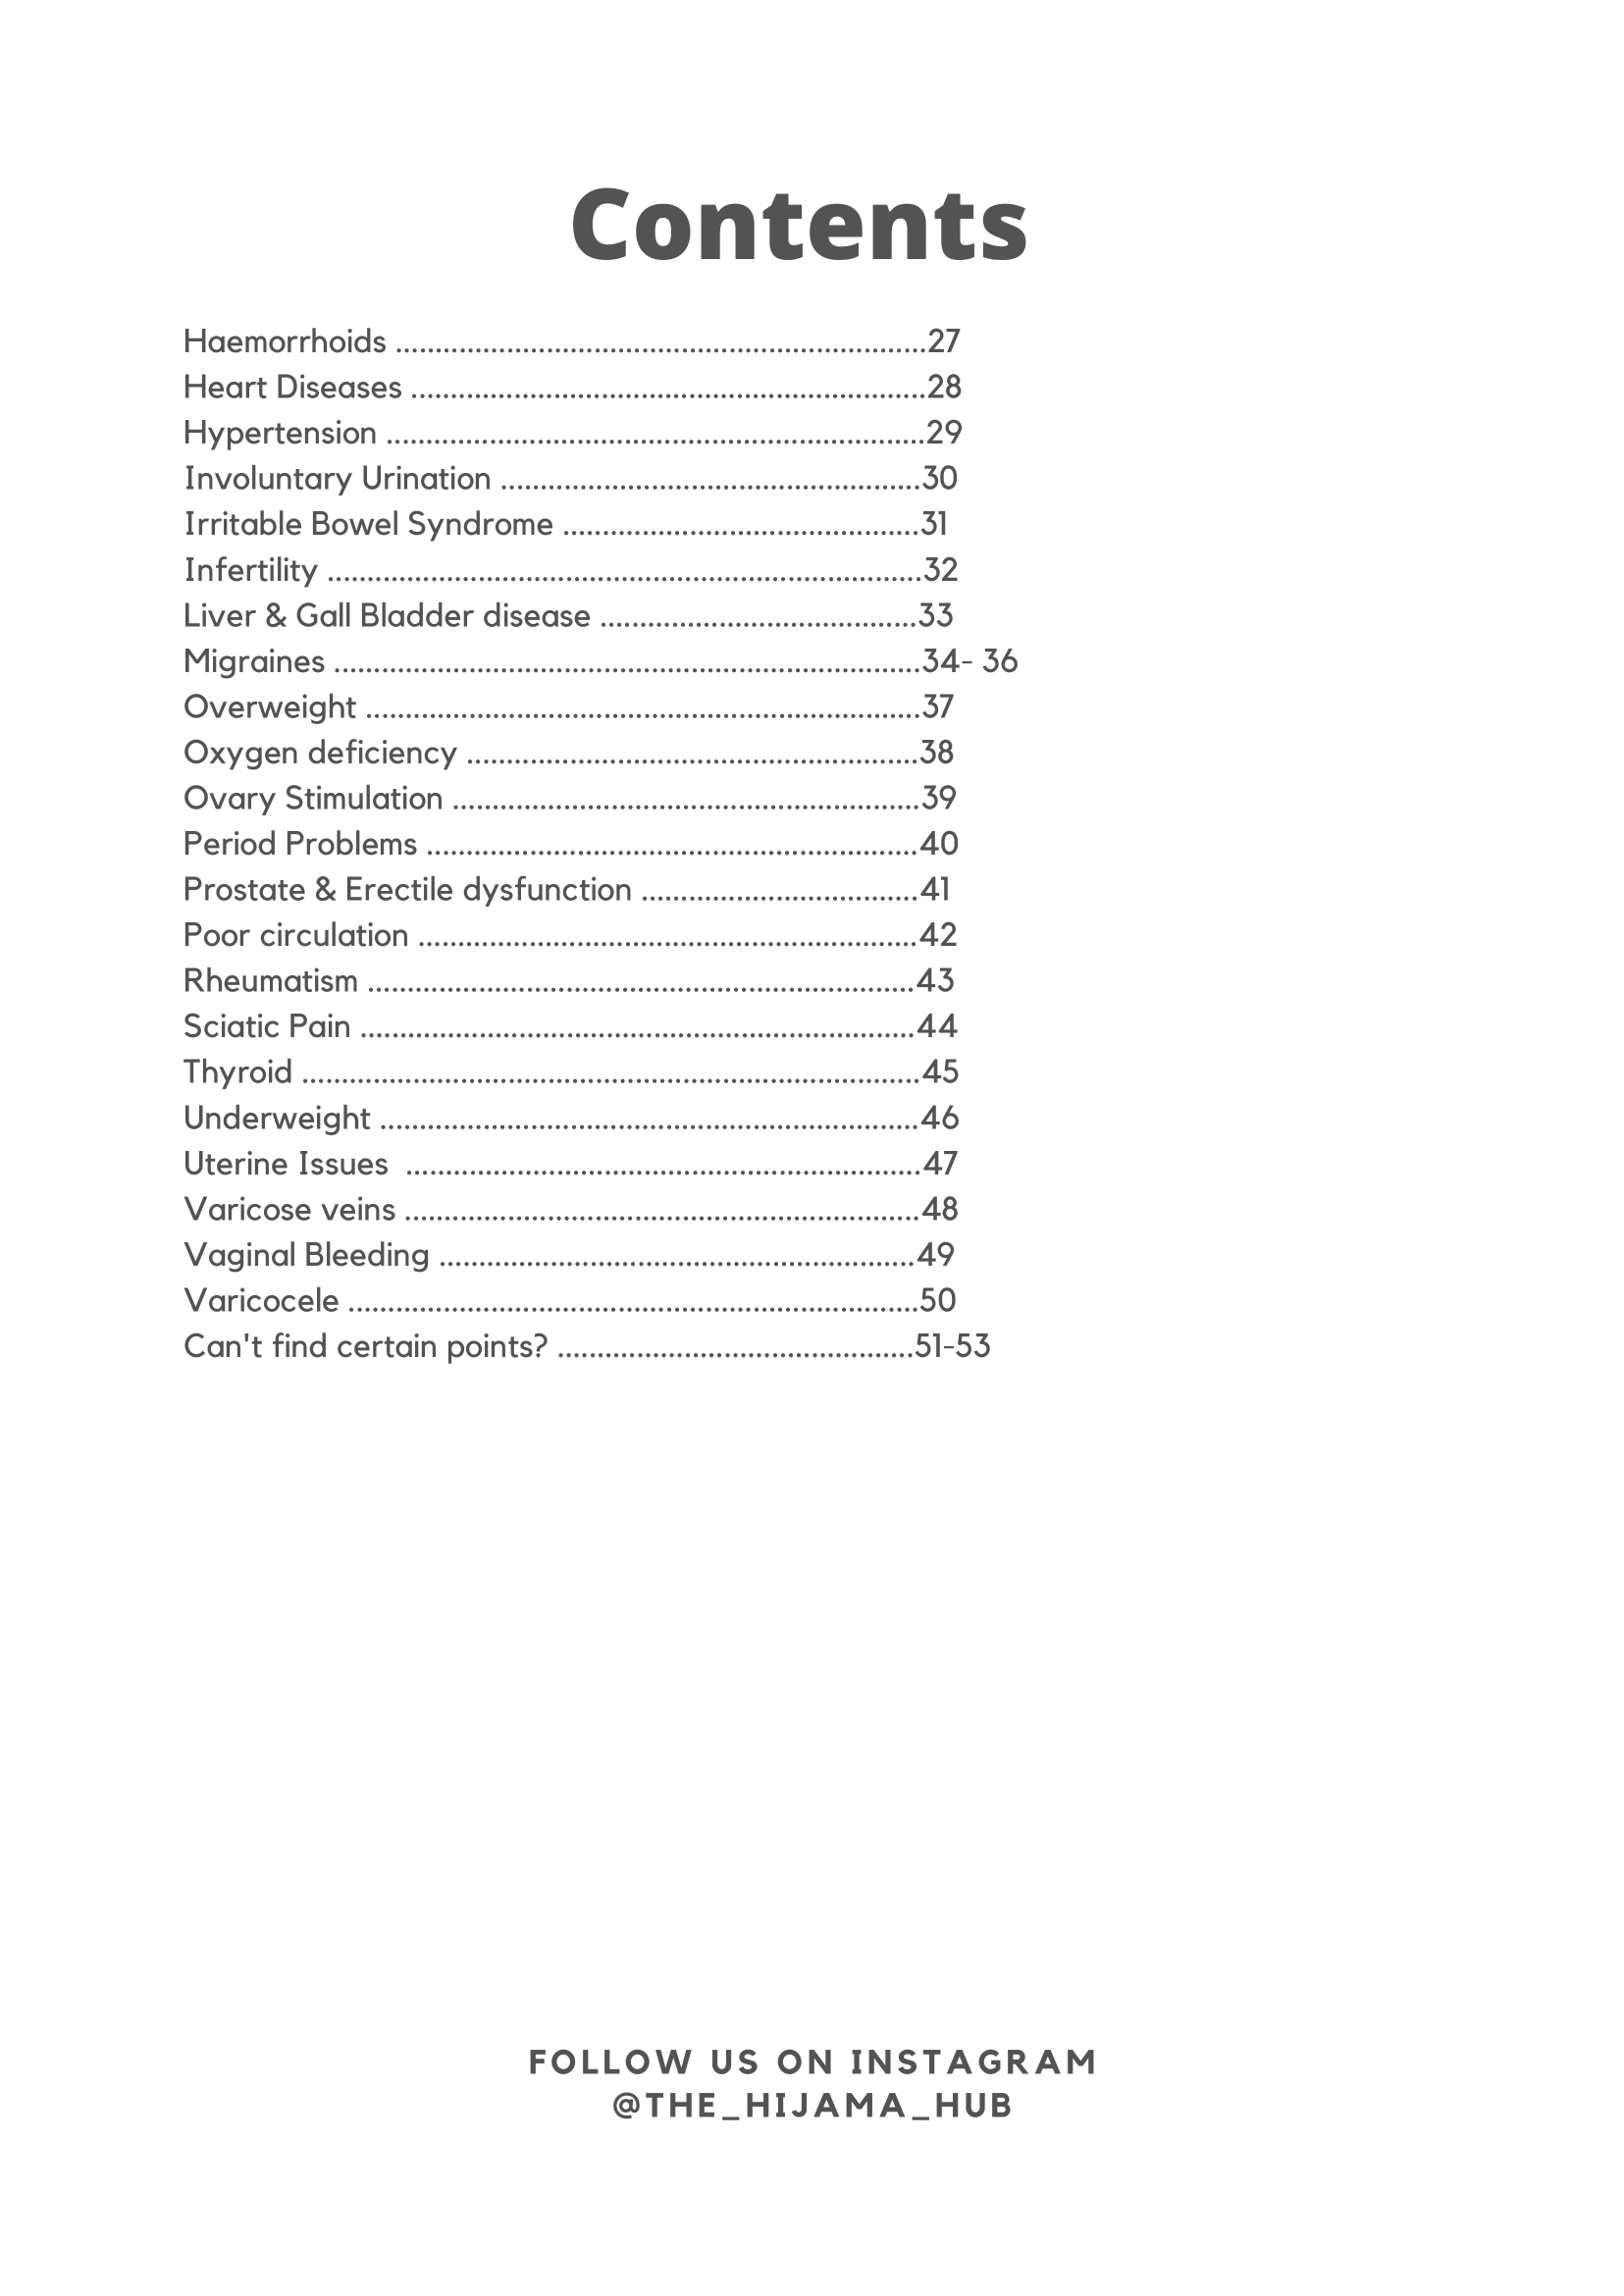 Contents
Haemorrhoids ...................................................................27
Heart Diseases .................................................................28
Hypertension ....................................................................29
Involuntary Urination .....................................................30
Irritable Bowel Syndrome .............................................31
Infertility ...........................................................................32
Liver & Gall Bladder disease ........................................33
Migraines ..........................................................................34- 36
Overweight ......................................................................37
Oxygen deficiency .........................................................38
Ovary Stimulation ...........................................................39
Period Problems ..............................................................40
Prostate & Erectile dysfunction ...................................41
Poor circulation ...............................................................42
Rheumatism .....................................................................43
Sciatic Pain ......................................................................44
Thyroid ..............................................................................45
Underweight ....................................................................46
Uterine Issues  .................................................................47
Varicose veins .................................................................48
Vaginal Bleeding ............................................................49
Varicocele ........................................................................50
Can't find certain points? .............................................51-53
FOLLOW US ON INSTAGRAM
@THE_HIJAMA_HUB